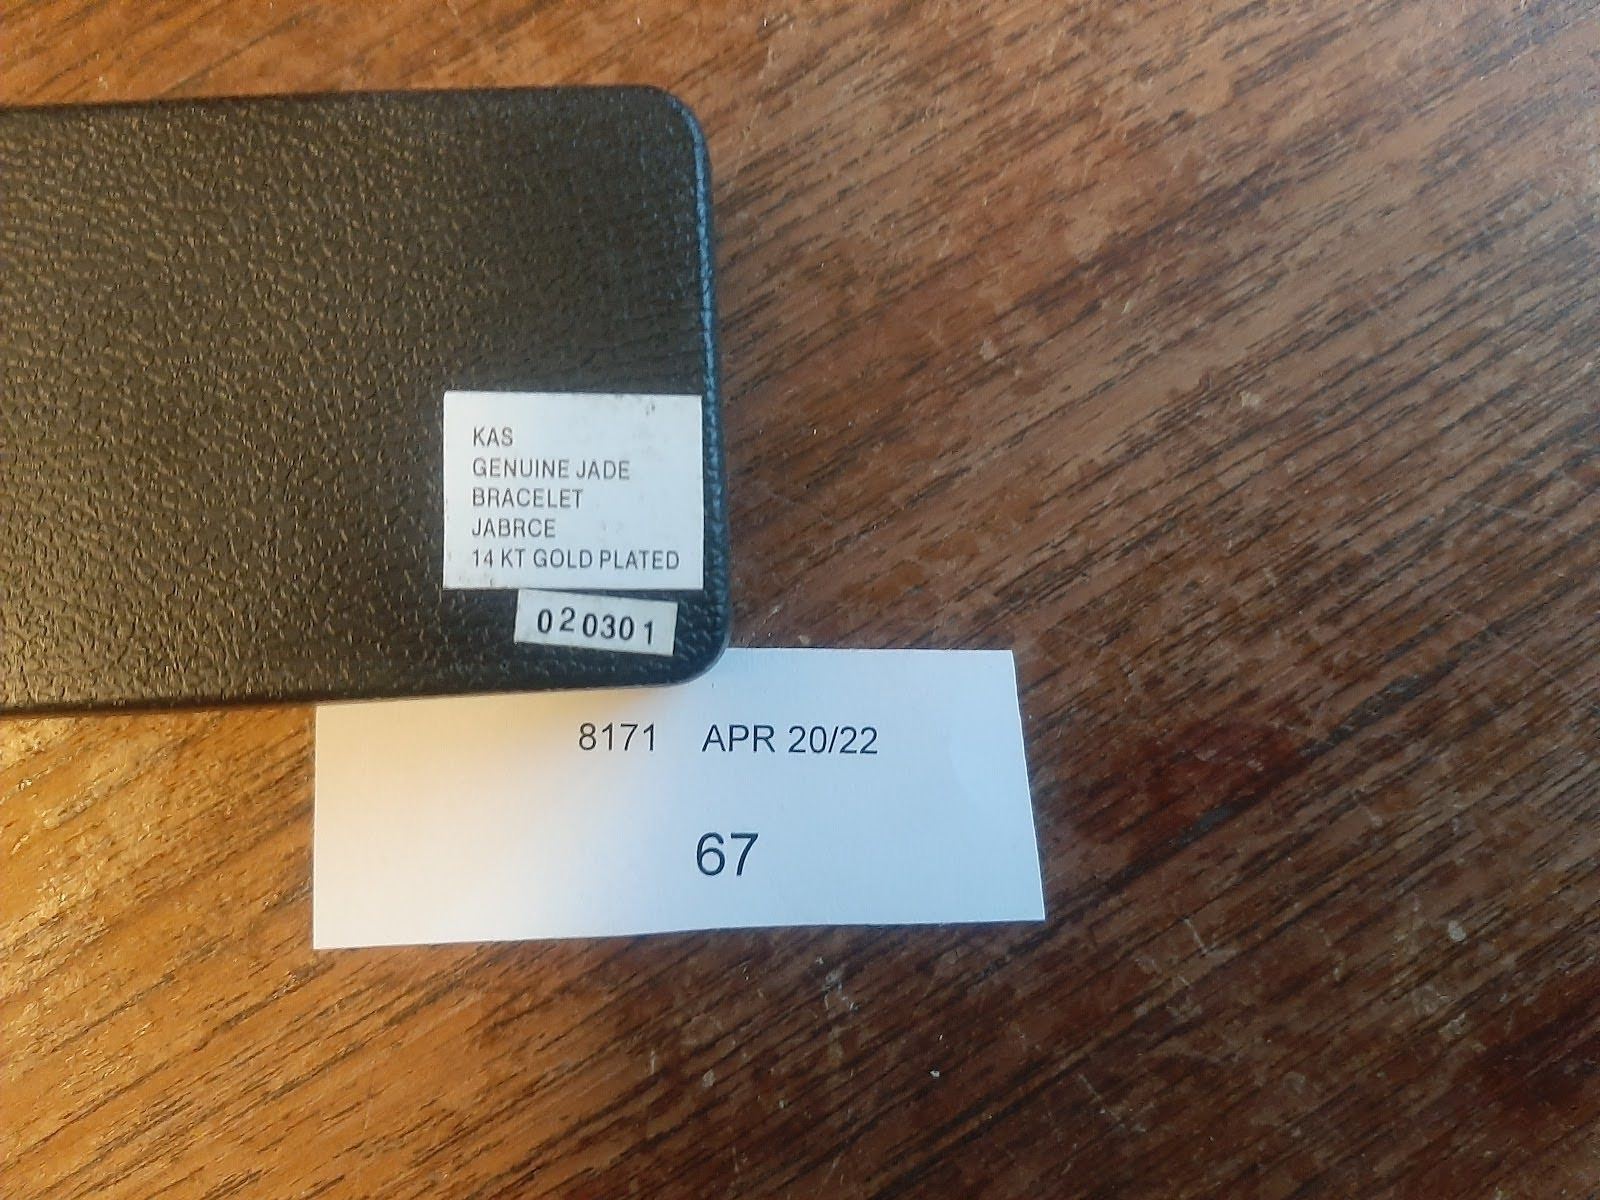 KAS
GENUINE JADE
BRACELET
JABRCE
14 KT GOLD PLATED
020301
8171 APR 20/22
67